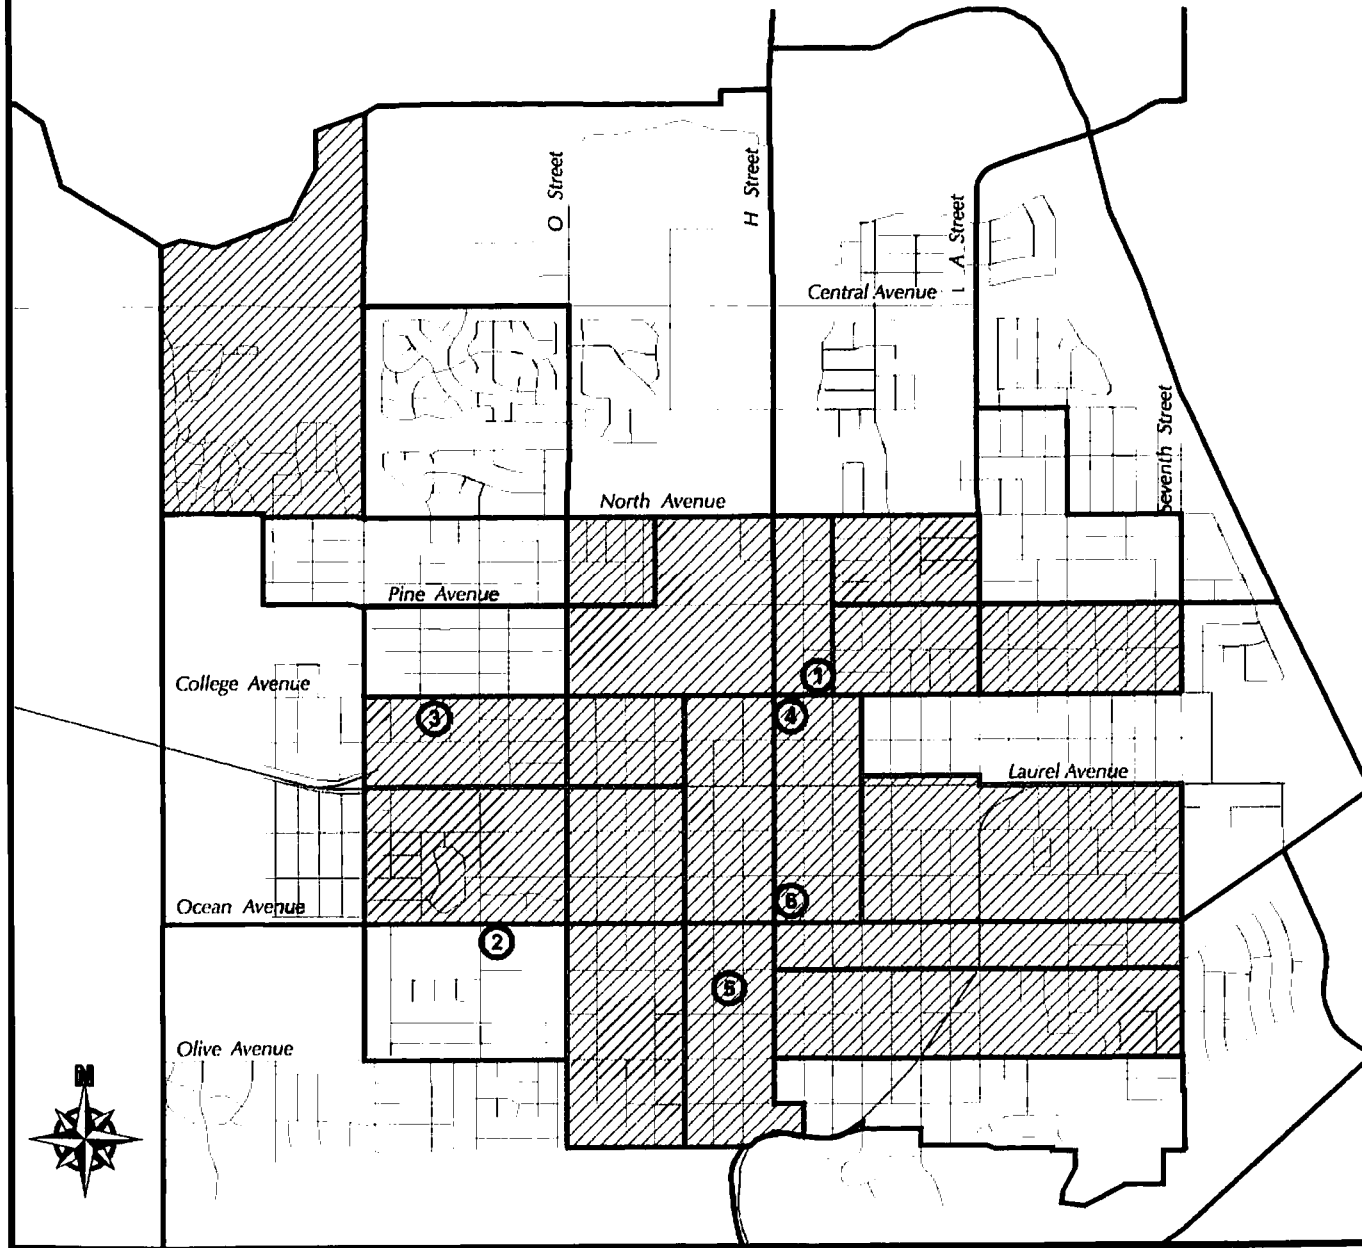 O Street
H Street
A Street
Central Avenue
Seventh Street
North Avenue
Pine Avenue
College Avenue
1
3
4
Laurel Avenue
6
Ocean Avenue
2
5
Olive Avenue
N